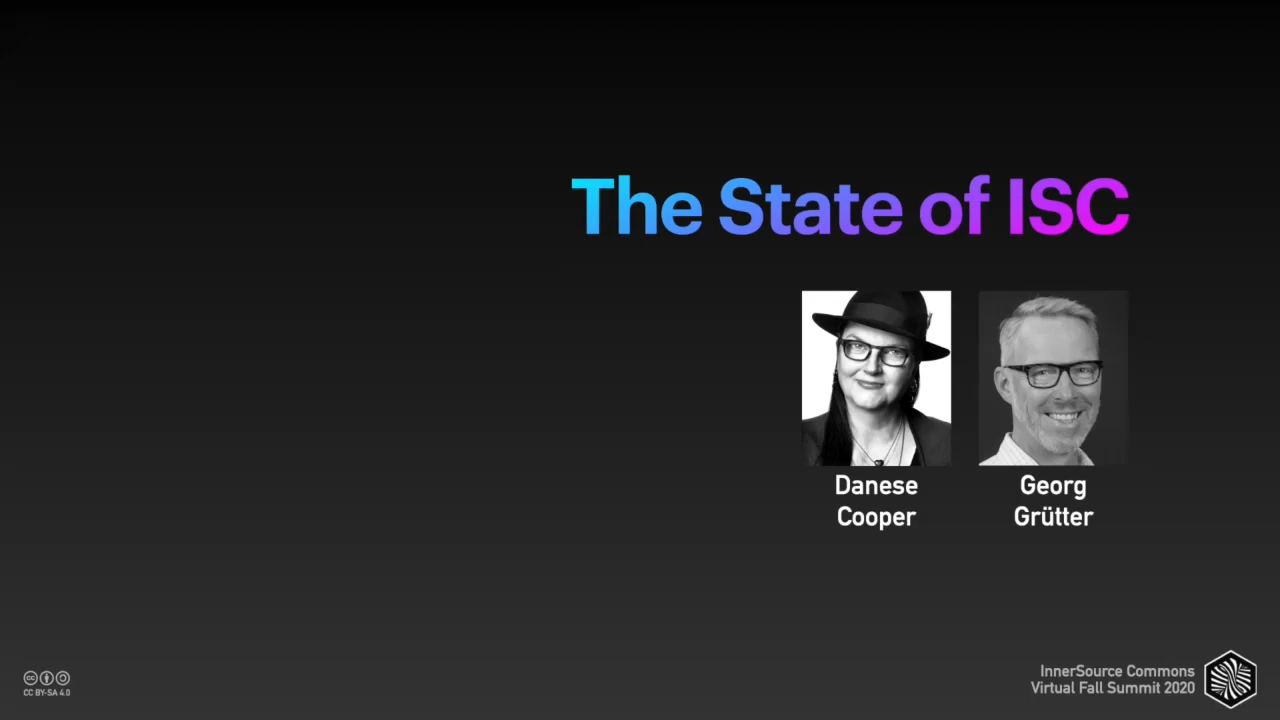 The State of ISC
Danese
Cooper
Georg
Grütter
CC BY-SA 4.0
InnerSource Commons
Virtual Fall Summit 2020